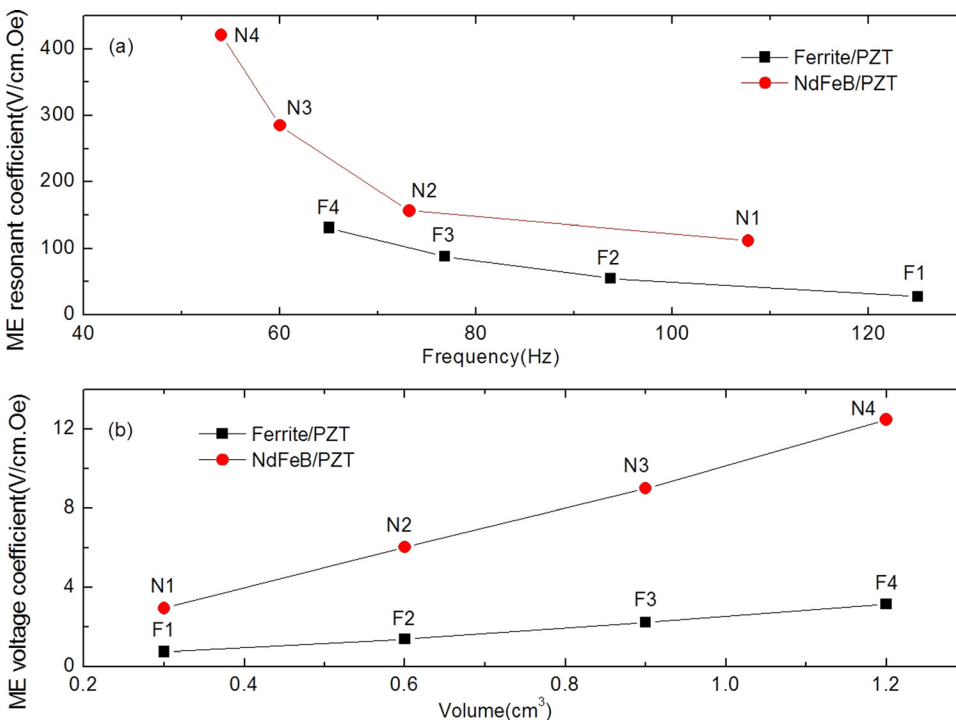 ME resonant coefficient(V/cm.Oe)
400
300
200
100
0
(a)
N4
N3
N2
N1
F4
F3
F2
F1
Ferrite/PZT
NdFeB/PZT
40
60
80
100
120
Frequency(Hz)
ME voltage coefficient(V/cm.Oe)
12
8
4
0
(b)
Ferrite/PZT
NdFeB/PZT
N4
N3
N2
N1
F1
F2
F3
F4
0.2
0.4
0.6
0.8
1.0
1.2
Volume(cm³)